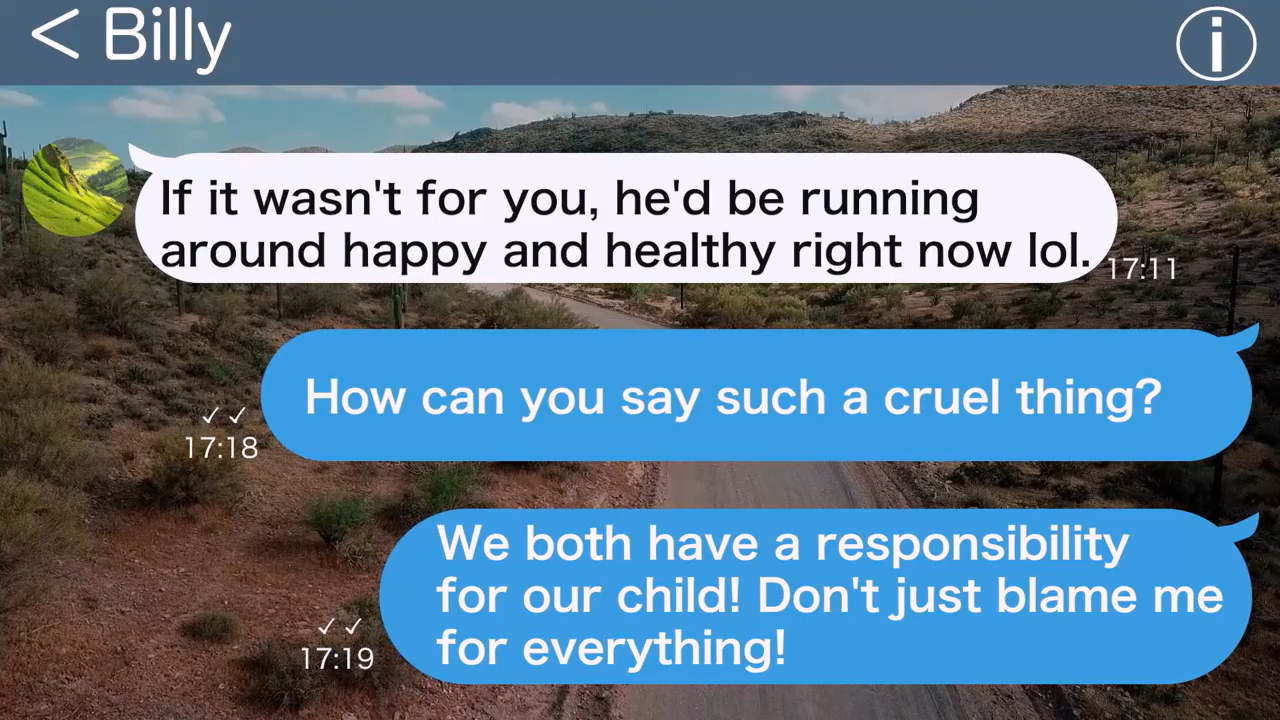 < Billy
i
If it wasn't for you, he'd be running
around happy and healthy right now lol.
17:11
How can you say such a cruel thing?
✓✓
17:18
We both have a responsibility
for our child! Don't just blame me
for everything!
✓✓
17:19